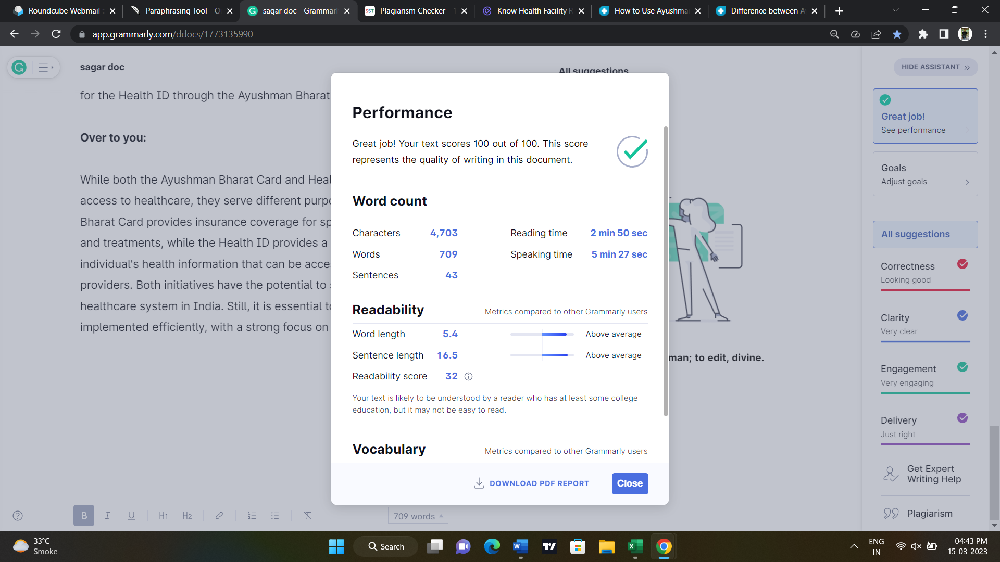 Roundcube Webmail :
Paraphrasing Tool - Q
sagar doc - Grammarl
Plagiarism Checker - 1
Know Health Facility R
How to Use Ayushma
Difference between A
app.grammarly.com/ddocs/1773135990
sagar doc
for the Health ID through the Ayushman Bharat
Over to you:
While both the Ayushman Bharat Card and Heal
access to healthcare, they serve different purpo
Bharat Card provides insurance coverage for sp
and treatments, while the Health ID provides a
individual's health information that can be acce
providers. Both initiatives have the potential to s
healthcare system in India. Still, it is essential to
implemented efficiently, with a strong focus on
B I U H1 H2
709 words
All suggestions
man; to edit, divine.
Performance
Great job! Your text scores 100 out of 100. This score
represents the quality of writing in this document.
Word count
Characters 4,703 Reading time 2 min 50 sec
Words 709 Speaking time 5 min 27 sec
Sentences 43
Readability Metrics compared to other Grammarly users
Word length 5.4 Above average
Sentence length 16.5 Above average
Readability score 32
Your text is likely to be understood by a reader who has at least some college
education, but it may not be easy to read.
Vocabulary Metrics compared to other Grammarly users
DOWNLOAD PDF REPORT Close
HIDE ASSISTANT
Great job!
See performance
Goals
Adjust goals
All suggestions
Correctness
Looking good
Clarity
Very clear
Engagement
Very engaging
Delivery
Just right
Get Expert
Writing Help
Plagiarism
33°C
Smoke
Search
ENG
IN
04:43 PM
15-03-2023